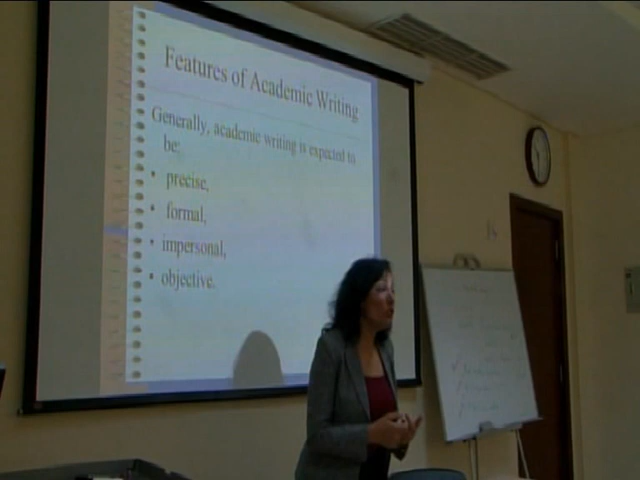 Features of Academic Writing
Generally, academic writing is expected to
be:
• precise,
• formal,
• impersonal,
• objective.